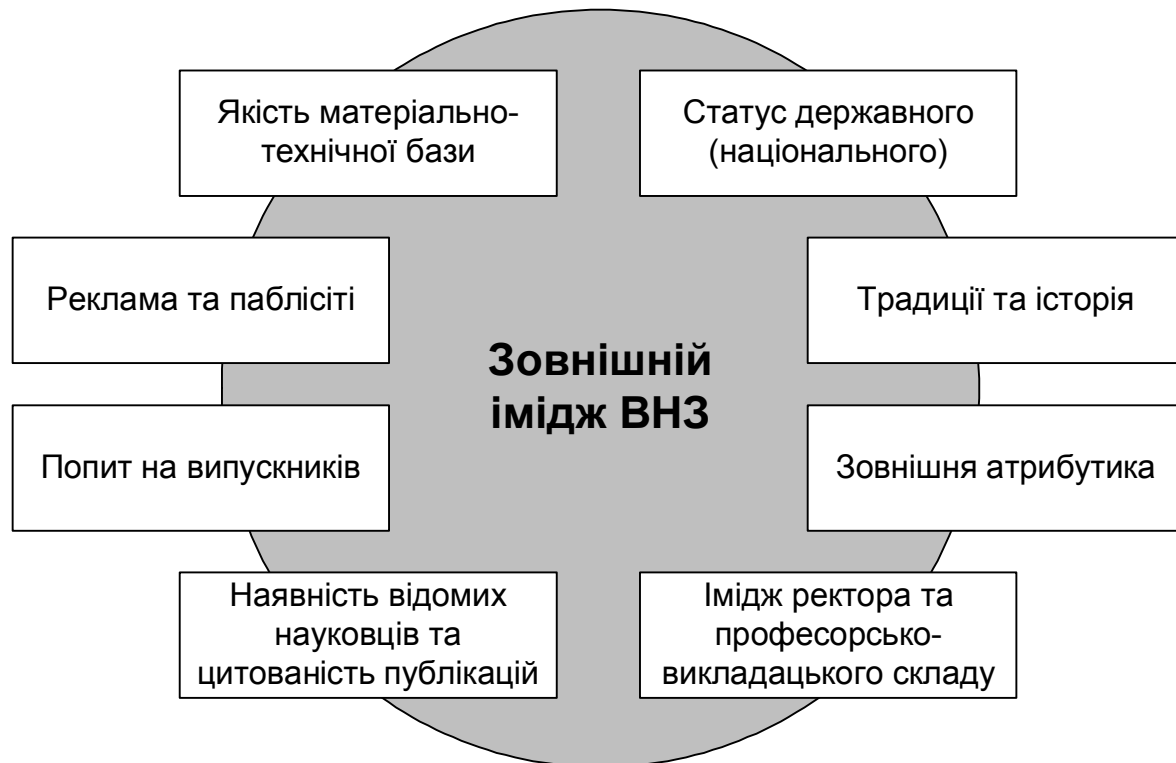 Якість матеріально-
технічної бази
Статус державного
(національного)
Реклама та паблісіті
Традиції та історія
Зовнішній
імідж ВНЗ
Попит на випускників
Зовнішня атрибутика
Наявність відомих
науковців та
цитованість публікацій
Імідж ректора та
професорсько-
викладацького складу